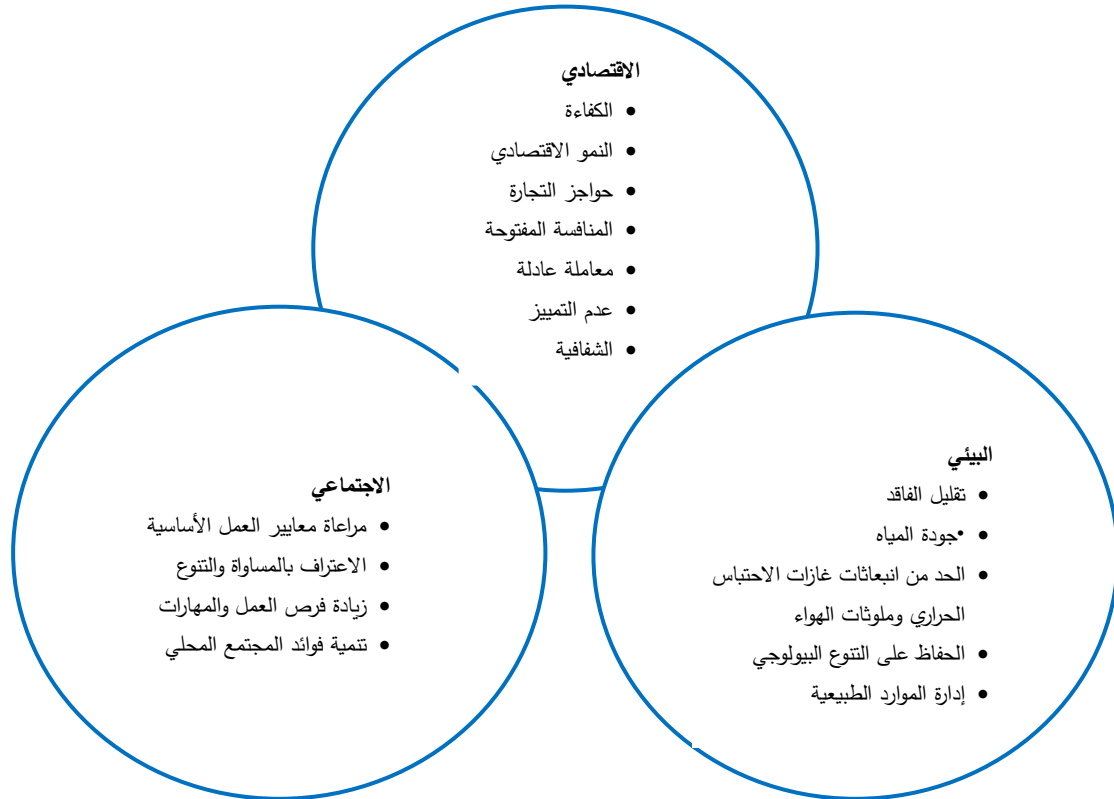 الاقتصادي
• الكفاءة
• النمو الاقتصادي
• حواجز التجارة
• المنافسة المفتوحة
• معاملة عادلة
• عدم التمييز
• الشفافية
البيئي
• تقليل الفاقد
• •جودة المياه
• الحد من انبعاثات غازات الاحتباس
الحراري وملوثات الهواء
• الحفاظ على التنوع البيولوجي
• إدارة الموارد الطبيعية
الاجتماعي
• مراعاة معايير العمل الأساسية
• الاعتراف بالمساواة والتنوع
• زيادة فرص العمل والمهارات
• تنمية فوائد المجتمع المحلي